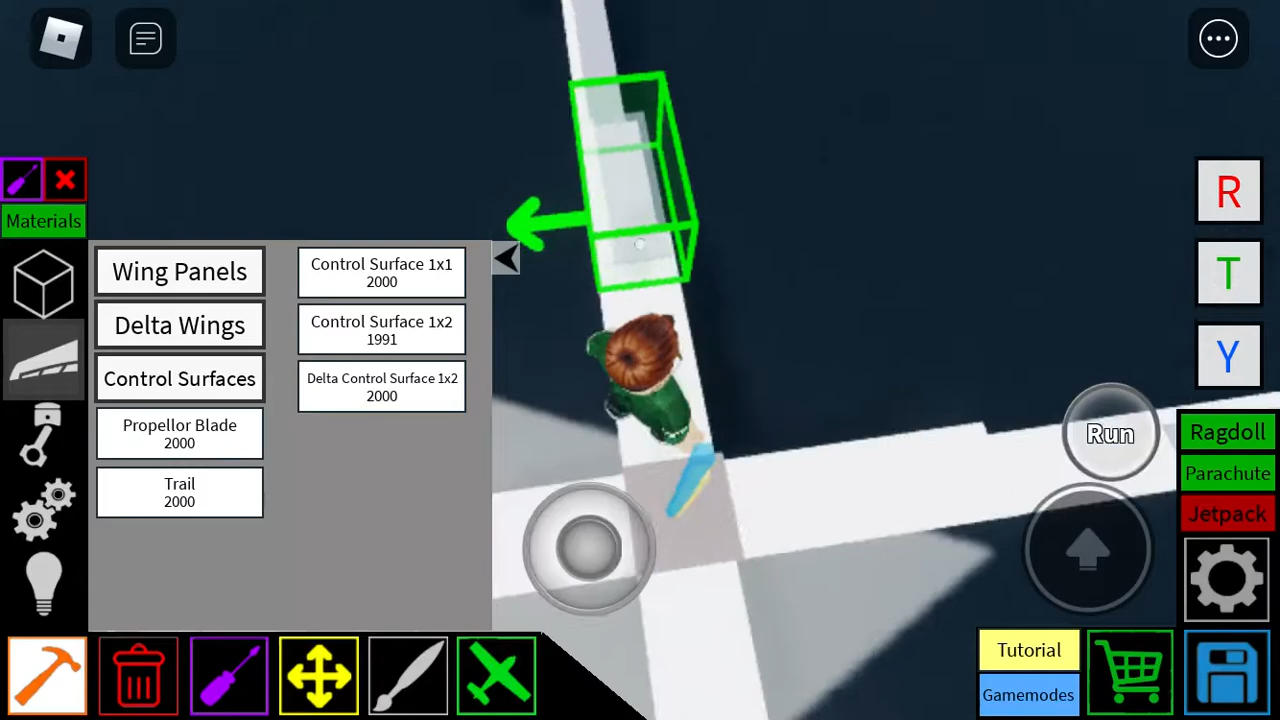 Materials
Wing Panels
Delta Wings
Control Surfaces
Propellor Blade
2000
Trail
2000
Control Surface 1x1
2000
Control Surface 1x2
1991
Delta Control Surface 1x2
2000
R
T
Y
Run
Ragdoll
Parachute
Jetpack
Tutorial
Gamemodes